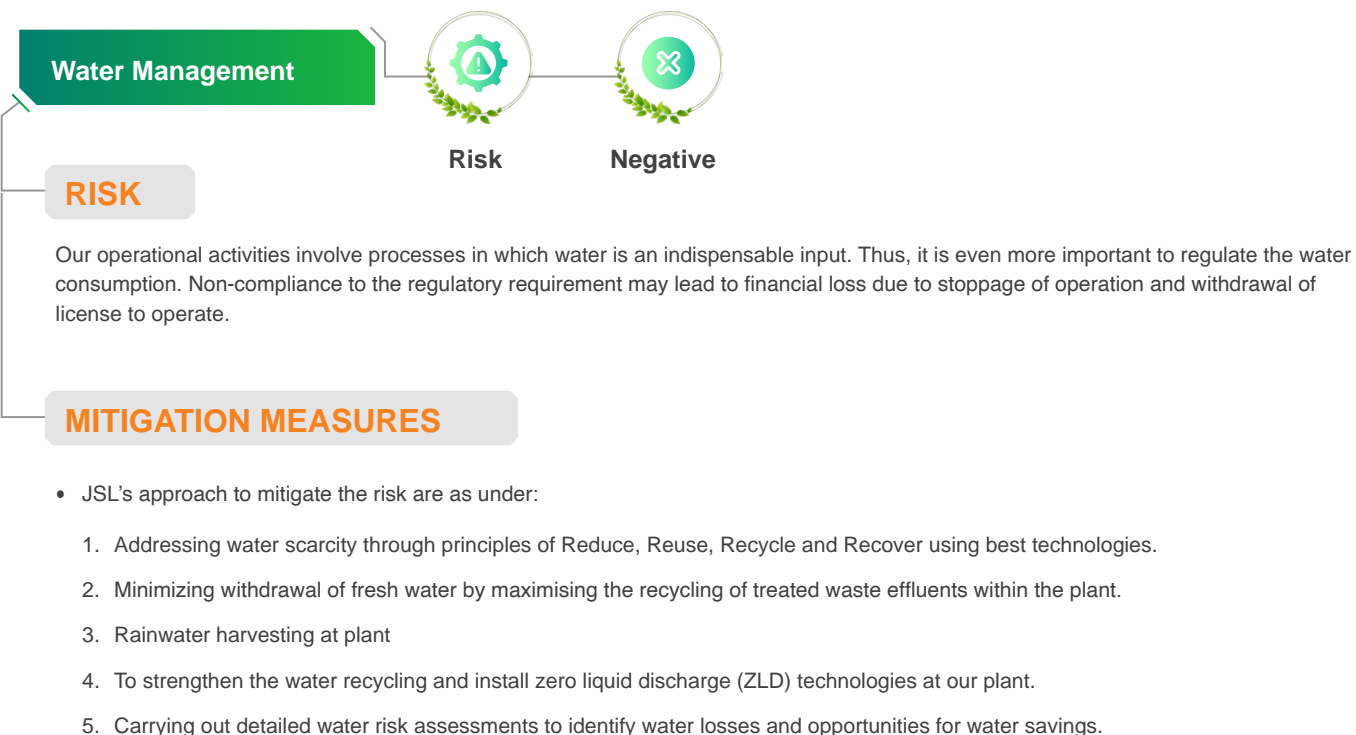 Water Management
Risk
Negative
RISK
Our operational activities involve processes in which water is an indispensable input. Thus, it is even more important to regulate the water
consumption. Non-compliance to the regulatory requirement may lead to financial loss due to stoppage of operation and withdrawal of
license to operate.
MITIGATION MEASURES
• JSL’s approach to mitigate the risk are as under:
1. Addressing water scarcity through principles of Reduce, Reuse, Recycle and Recover using best technologies.
2. Minimizing withdrawal of fresh water by maximising the recycling of treated waste effluents within the plant.
3. Rainwater harvesting at plant
4. To strengthen the water recycling and install zero liquid discharge (ZLD) technologies at our plant.
5. Carrying out detailed water risk assessments to identify water losses and opportunities for water savings.